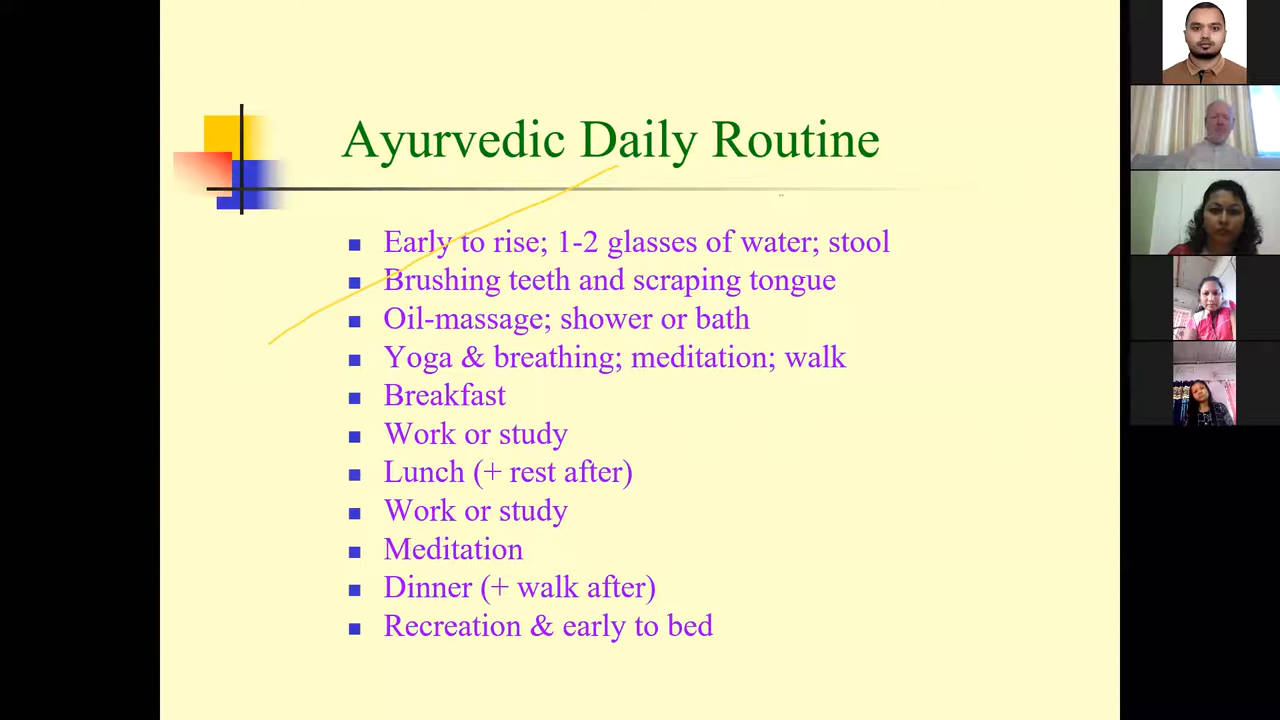 Ayurvedic Daily Routine
Early to rise; 1-2 glasses of water; stool
Brushing teeth and scraping tongue
Oil-massage; shower or bath
Yoga & breathing; meditation; walk
Breakfast
Work or study
Lunch (+ rest after)
Work or study
Meditation
Dinner (+ walk after)
Recreation & early to bed